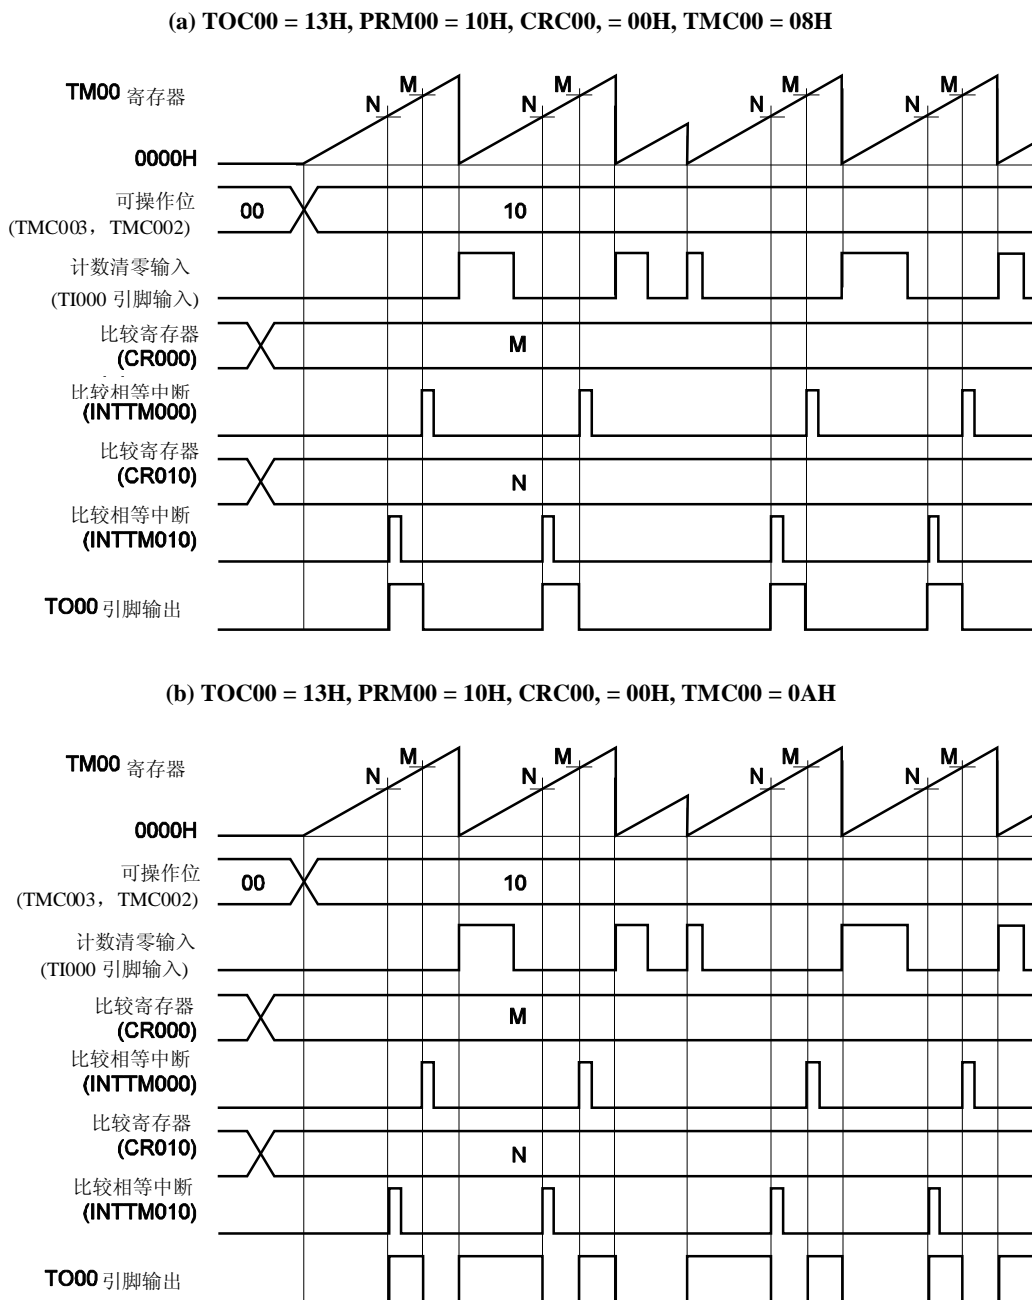 (a) TOC00 = 13H, PRM00 = 10H, CRC00, = 00H, TMC00 = 08H
TM00 寄存器
N M N M N M N M
0000H
可操作位
(TMC003, TMC002)
00 10
计数清零输入
(TI000 引脚输入)
比较寄存器
(CR000)
M
比较相等中断
(INTTM000)
比较寄存器
(CR010)
N
比较相等中断
(INTTM010)
TO00 引脚输出
(b) TOC00 = 13H, PRM00 = 10H, CRC00, = 00H, TMC00 = 0AH
TM00 寄存器
N M N M N M N M
0000H
可操作位
(TMC003, TMC002)
00 10
计数清零输入
(TI000 引脚输入)
比较寄存器
(CR000)
M
比较相等中断
(INTTM000)
比较寄存器
(CR010)
N
比较相等中断
(INTTM010)
TO00 引脚输出